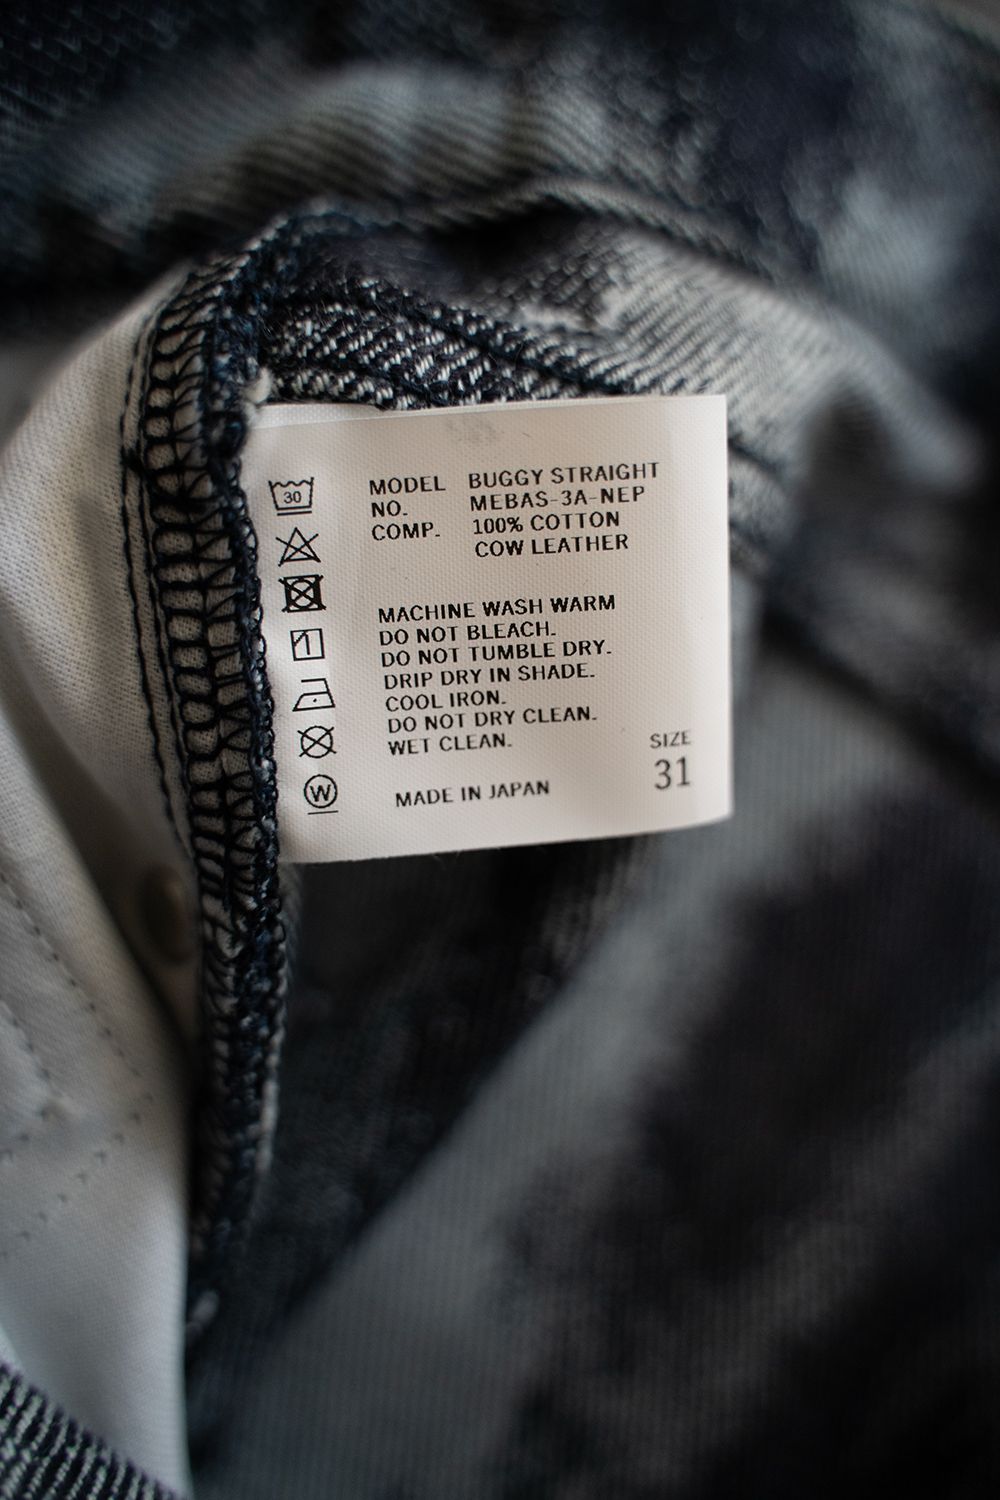 30
MODEL BUGGY STRAIGHT
NO. MEBAS-3A-NEP
COMP. 100% COTTON
COW LEATHER
MACHINE WASH WARM
DO NOT BLEACH.
DO NOT TUMBLE DRY.
DRIP DRY IN SHADE.
COOL IRON.
DO NOT DRY CLEAN.
WET CLEAN.
W
MADE IN JAPAN
SIZE
31